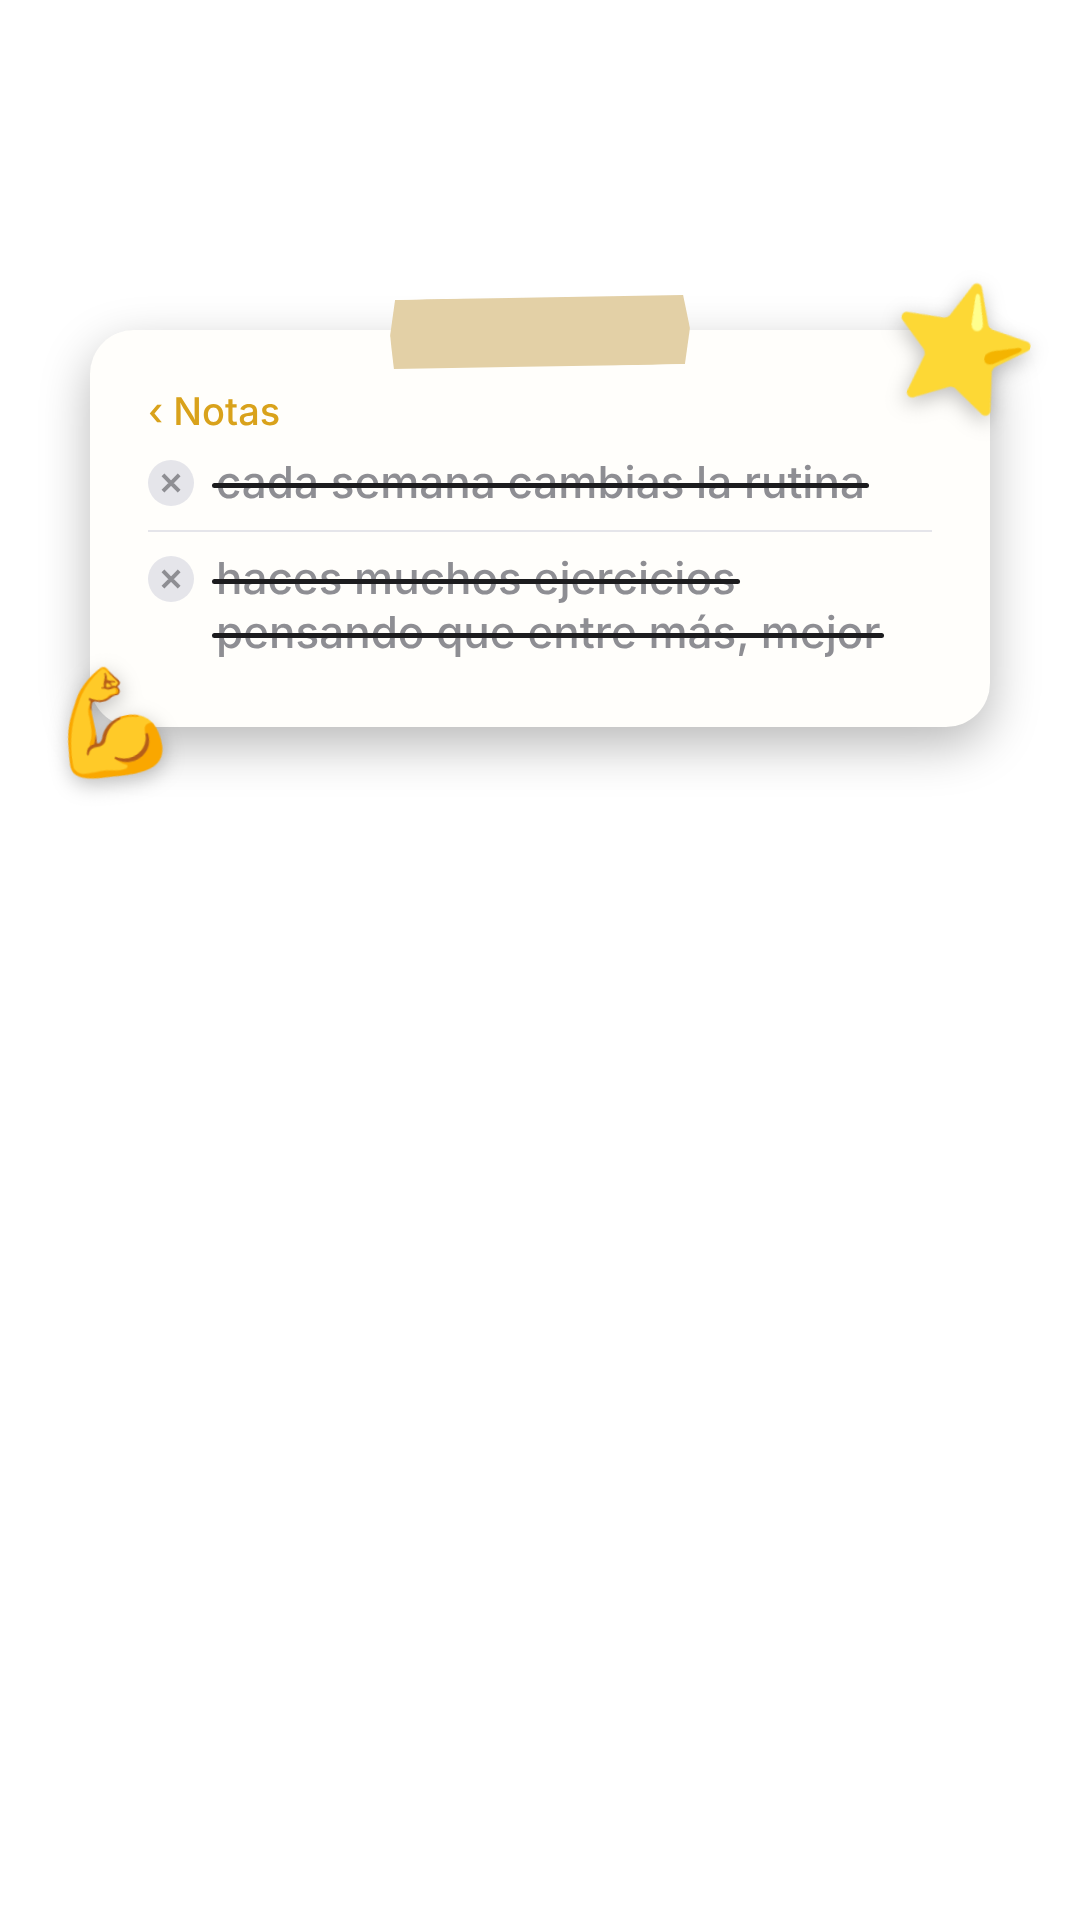 ‹ Notas
cada semana cambias la rutina
haces muchos ejercicios
pensando que entre más, mejor